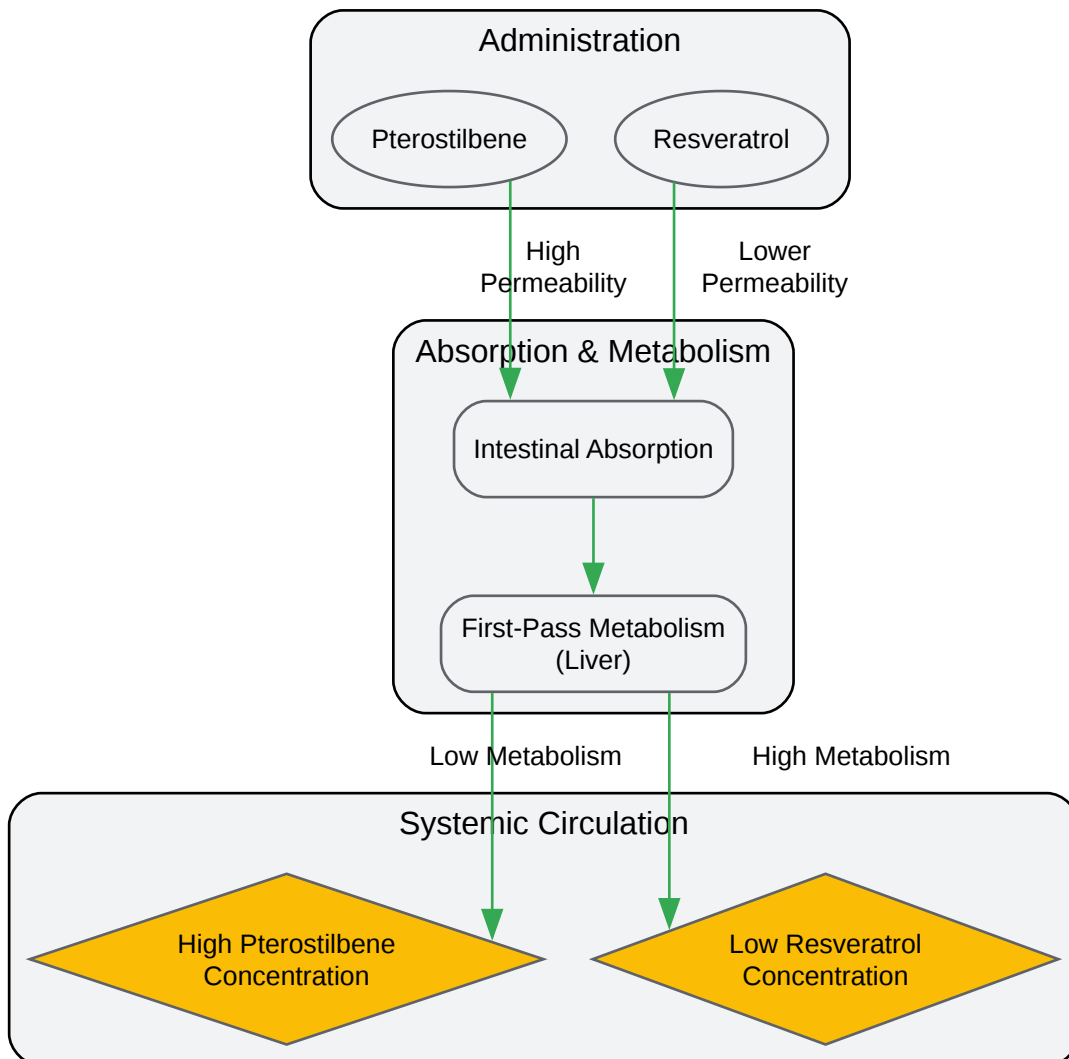 Administration
Pterostilbene
Resveratrol
High
Permeability
Lower
Permeability
Absorption & Metabolism
Intestinal Absorption
First-Pass Metabolism
(Liver)
Low Metabolism
High Metabolism
Systemic Circulation
High Pterostilbene
Concentration
Low Resveratrol
Concentration